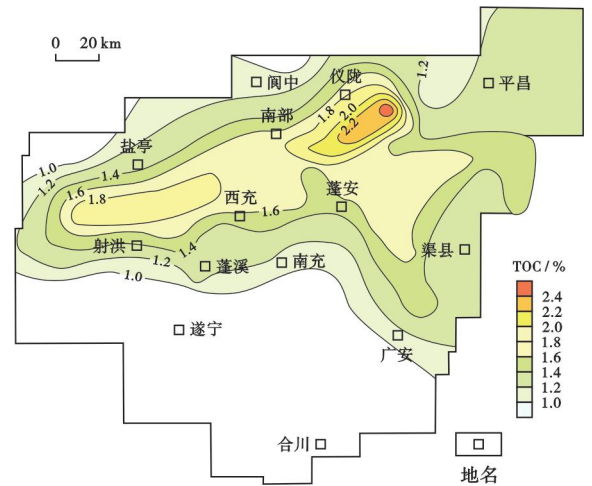 0 20 km
1.2
仪陇
阆中
平昌
1.8
2.0
2.2
南部
盐亭
1.0
1.4
1.2
1.6
1.8
西充
1.6
蓬安
射洪
1.4
渠县
1.2
蓬溪
南充
1.0
TOC / %
2.4
2.2
2.0
1.8
1.6
1.4
1.2
1.0
遂宁
广安
合川
地名